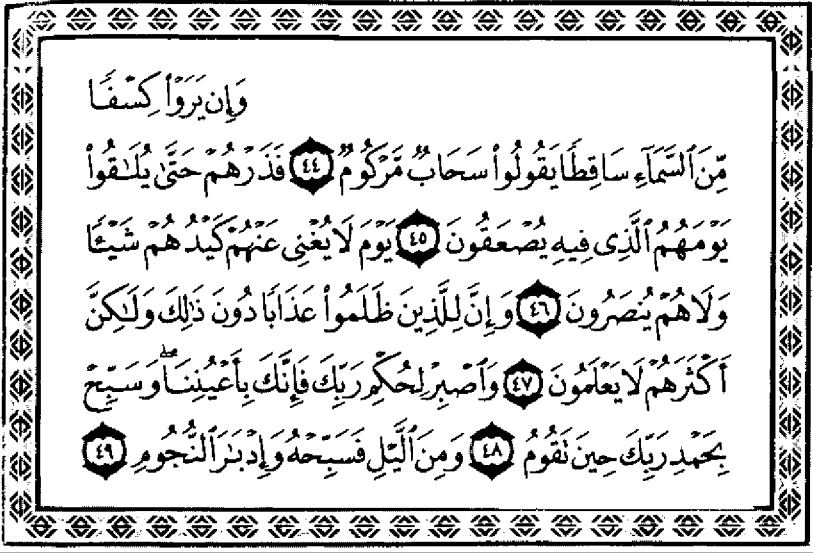 وَإِن يَرَوْا۟ كِسْفًا
مِّنَ ٱلسَّمَآءِ سَاقِطًا يَقُولُوا۟ سَحَابٌ مَّرْكُومٌ ٤٤ فَذَرْهُمْ حَتَّىٰ يُلَـٰقُوا۟
يَوْمَهُمُ ٱلَّذِى فِيهِ يُصْعَقُونَ ٤٥ يَوْمَ لَا يُغْنِى عَنْهُمْ كَيْدُهُمْ شَيْـًٔا
وَلَا هُمْ يُنصَرُونَ ٤٦ وَإِنَّ لِلَّذِينَ ظَلَمُوا۟ عَذَابًا دُونَ ذَٰلِكَ وَلَـٰكِنَّ
أَكْثَرَهُمْ لَا يَعْلَمُونَ ٤٧ وَٱصْبِرْ لِحُكْمِ رَبِّكَ فَإِنَّكَ بِأَعْيُنِنَا ۖ وَسَبِّحْ
بِحَمْدِ رَبِّكَ حِينَ تَقُومُ ٤٨ وَمِنَ ٱلَّيْلِ فَسَبِّحْهُ وَإِدْبَـٰرَ ٱلنُّجُومِ ٤٩